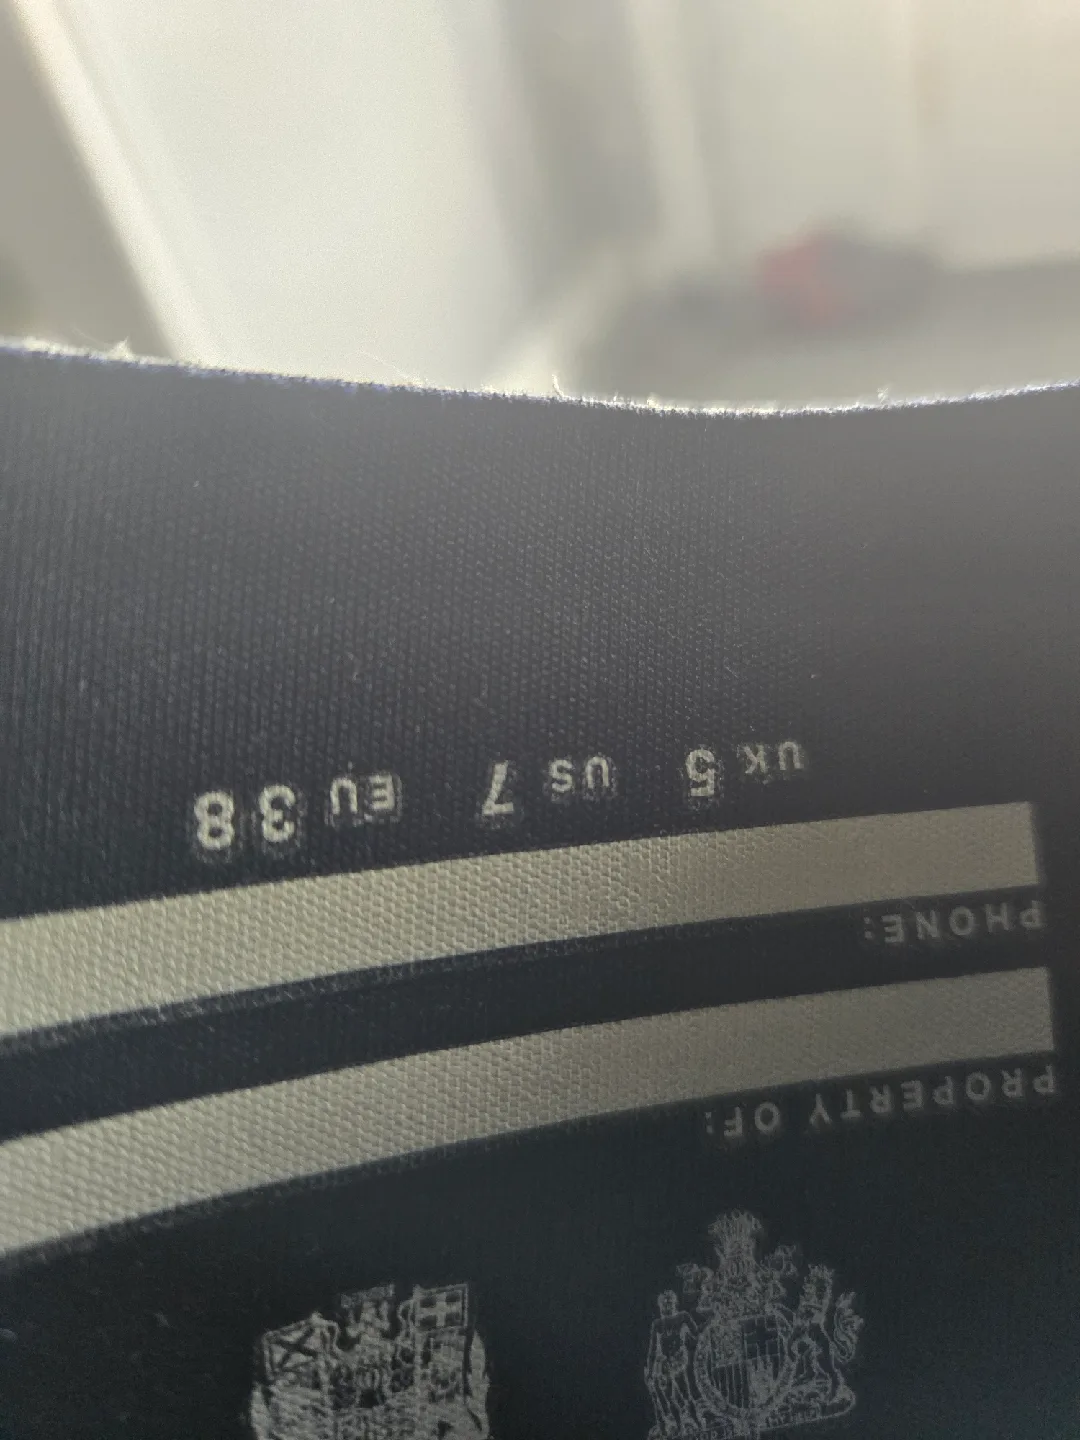 PROPERTY OF:
PHONE:
UK 5 US 7 EU 38